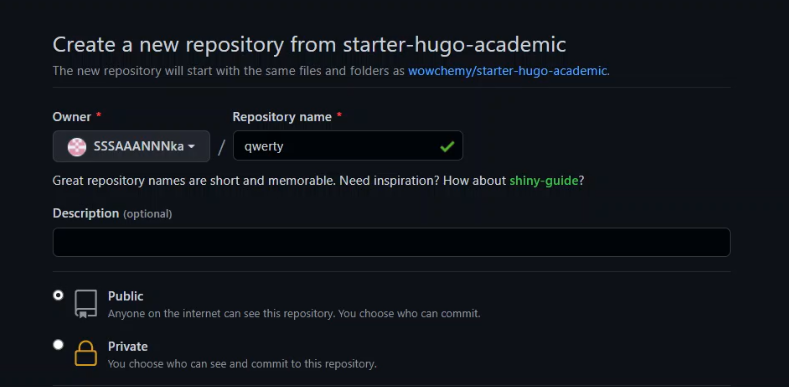 Create a new repository from starter-hugo-academic
The new repository will start with the same files and folders as wowchemy/starter-hugo-academic.
Owner * Repository name *
SSSAAANNNka / qwerty
Great repository names are short and memorable. Need inspiration? How about shiny-guide?
Description (optional)
Public
Anyone on the internet can see this repository. You choose who can commit.
Private
You choose who can see and commit to this repository.